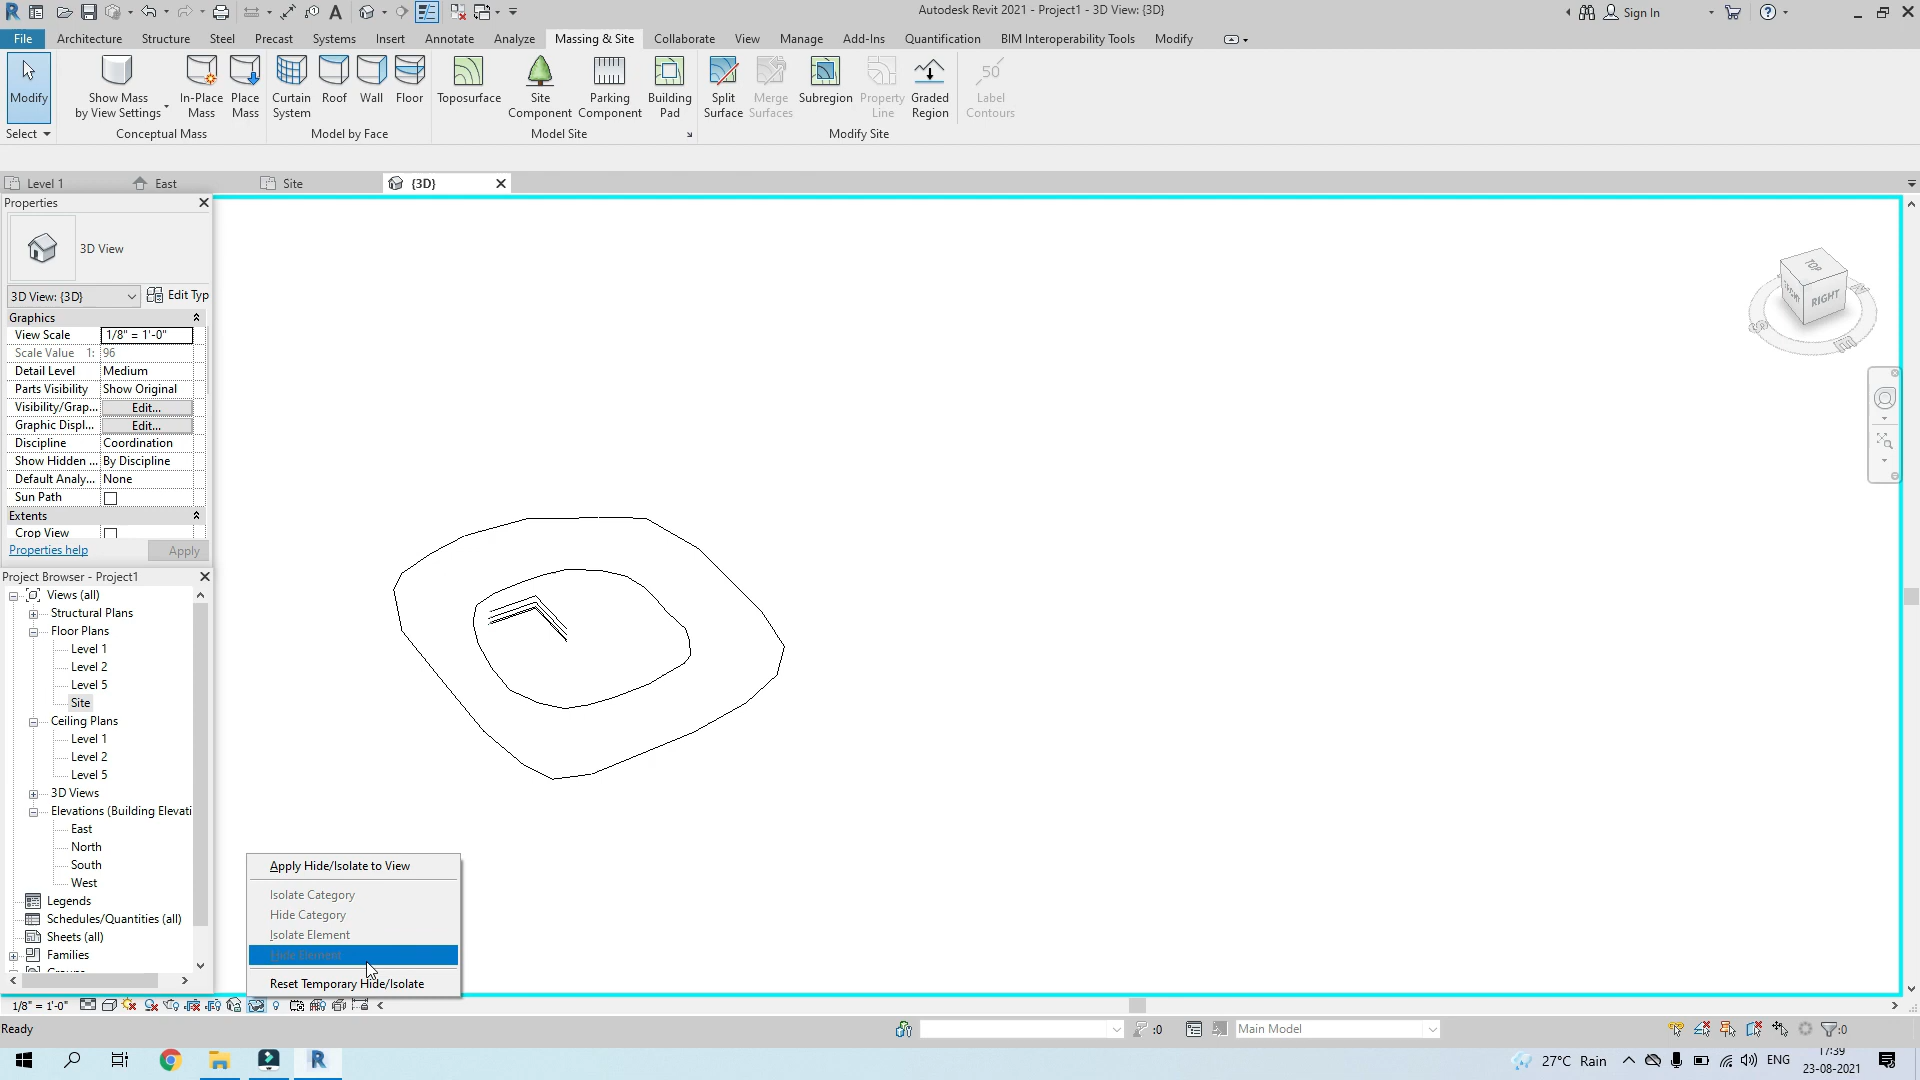 Autodesk Revit 2021 - Project1 - 3D View: {3D}
Sign In
File Architecture Structure Steel Precast Systems Insert Annotate Analyze Massing & Site Collaborate View Manage Add-Ins Quantification BIM Interoperability Tools Modify
Modify
Show Mass
by View Settings
In-Place
Mass
Place
Mass
Curtain
System
Roof
Wall
Floor
Toposurface
Site
Component
Parking
Component
Building
Pad
Split
Surface
Merge
Surfaces
Subregion
Property
Line
Graded
Region
50
Label
Contours
Select
Conceptual Mass
Model by Face
Model Site
Modify Site
Level 1
East
Site
{3D}
Properties
3D View
3D View: {3D}
Edit Typ
Graphics
View Scale 1/8" = 1'-0"
Scale Value 1: 96
Detail Level Medium
Parts Visibility Show Original
Visibility/Grap... Edit...
Graphic Displ... Edit...
Discipline Coordination
Show Hidden ... By Discipline
Default Analy... None
Sun Path
Extents
Crop View
Properties help
Apply
Project Browser - Project1
Views (all)
Structural Plans
Floor Plans
Level 1
Level 2
Level 5
Site
Ceiling Plans
Level 1
Level 2
Level 5
3D Views
Elevations (Building Elevati
East
North
South
West
Legends
Schedules/Quantities (all)
Sheets (all)
Families
TOP
FRONT
RIGHT
Apply Hide/Isolate to View
Isolate Category
Hide Category
Isolate Element
Hide Element
Reset Temporary Hide/Isolate
1/8" = 1'-0"
Ready
:0
Main Model
:0
27°C Rain
ENG
17:39
23-08-2021